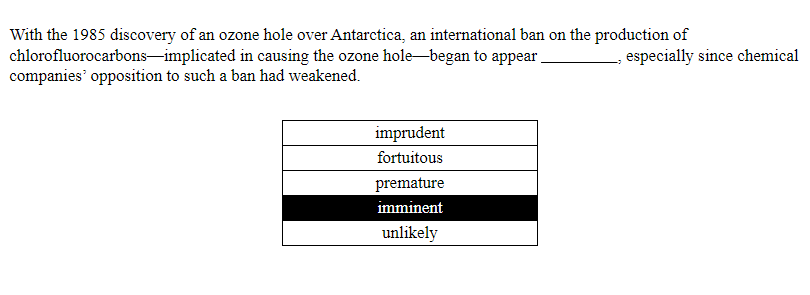 With the 1985 discovery of an ozone hole over Antarctica, an international ban on the production of
chlorofluorocarbons—implicated in causing the ozone hole—began to appear _________, especially since chemical
companies’ opposition to such a ban had weakened.
imprudent
fortuitous
premature
imminent
unlikely